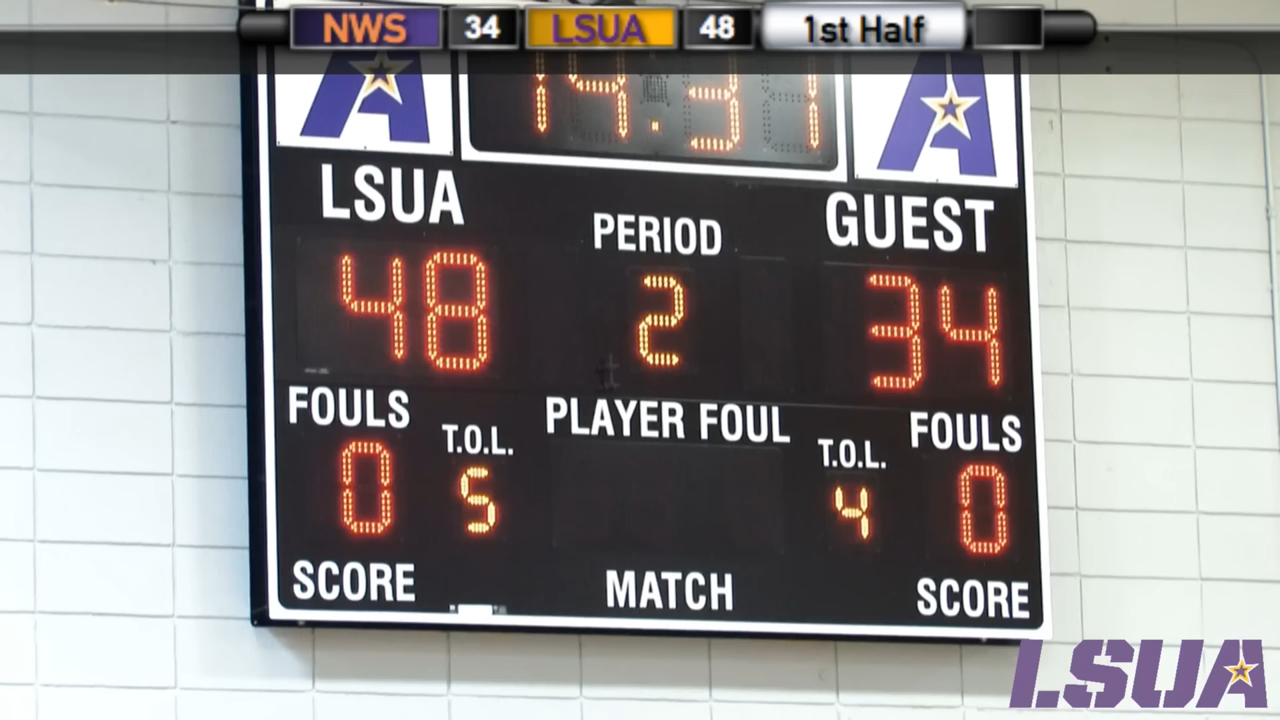 NWS 34 LSUA 48 1st Half
LSUA
GUEST
PERIOD
48
2
34
FOULS
PLAYER FOUL
FOULS
T.O.L.
T.O.L.
0
5
4
0
SCORE
MATCH
SCORE
LSUA